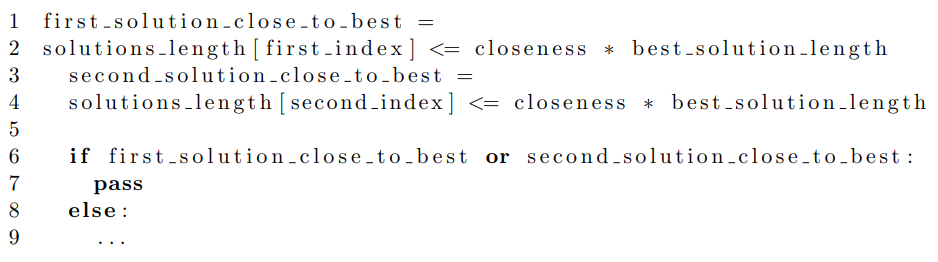 1 first_solution_close_to_best =
2 solutions_length[first_index] <= closeness * best_solution_length
3 second_solution_close_to_best =
4 solutions_length[second_index] <= closeness * best_solution_length
5
6 if first_solution_close_to_best or second_solution_close_to_best:
7 pass
8 else:
9 ...